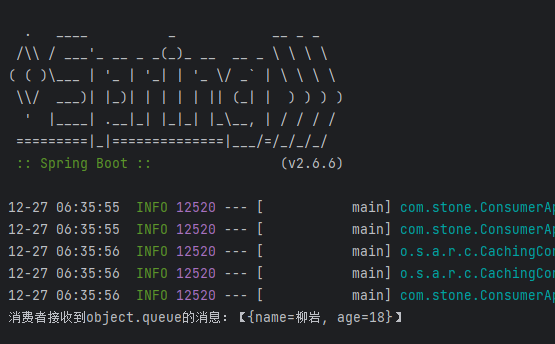 .   ____          _            __ _ _
 /\\ / ___'_ __ _ _(_)_ __  __ _ \ \ \ \
( ( )\___ | '_ | '_| | '_ \/ _` | \ \ \ \
 \\/  ___)| |_)| | | | | || (_| |  ) ) ) )
  '  |____| .__|_| |_|_| |_\__, | / / / /
 =========|_|==============|___/=/_/_/_/
 :: Spring Boot ::                (v2.6.6)
12-27 06:35:55  INFO 12520 --- [           main] com.stone.ConsumerAp
12-27 06:35:55  INFO 12520 --- [           main] com.stone.ConsumerAp
12-27 06:35:56  INFO 12520 --- [           main] o.s.a.r.c.CachingCon
12-27 06:35:56  INFO 12520 --- [           main] o.s.a.r.c.CachingCon
12-27 06:35:56  INFO 12520 --- [           main] com.stone.ConsumerAp
消费者接收到object.queue的消息:【{name=柳岩, age=18}】